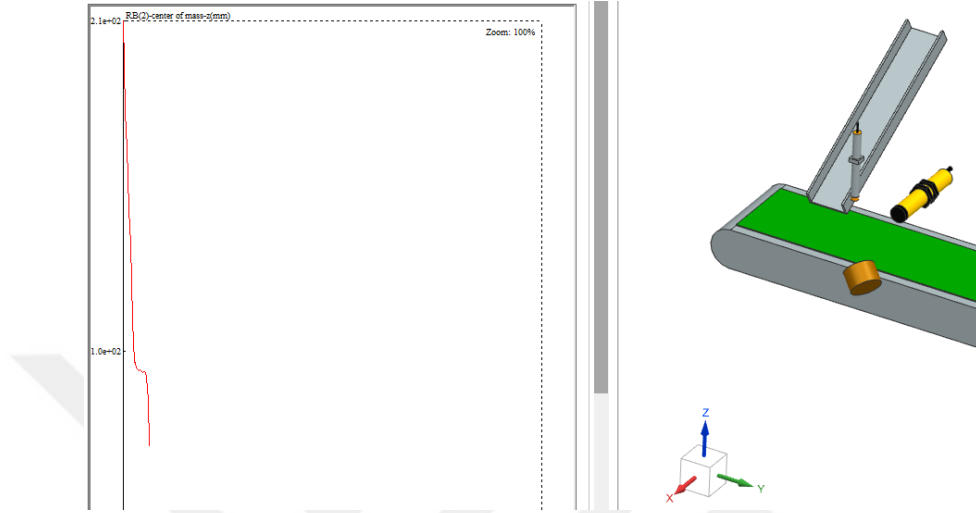 RB(2)-center of mass-z(mm)
2.1e+02
Zoom: 100%
1.0e+02
Z
X
Y